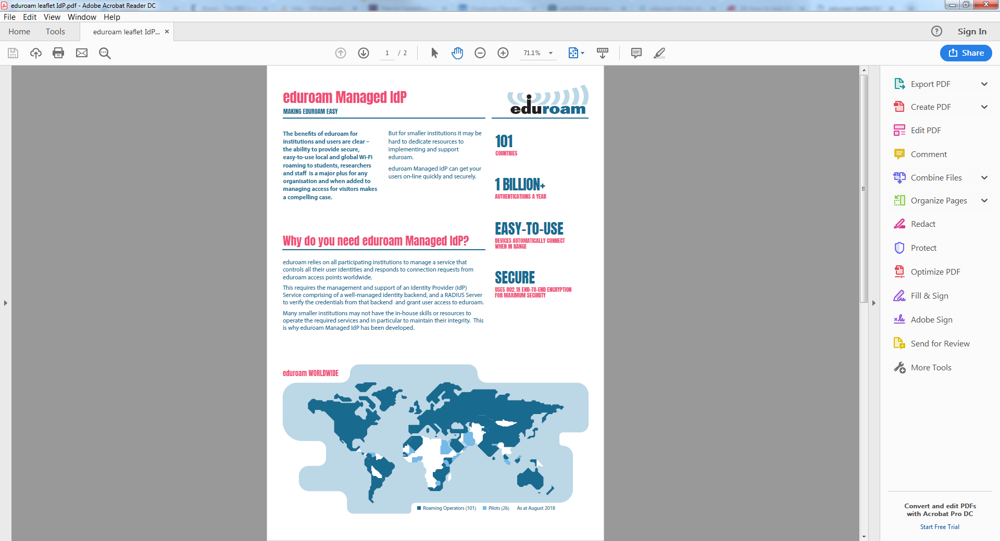 eduroam leaflet IdP.pdf - Adobe Acrobat Reader DC
File Edit View Window Help
Home Tools eduroam leaflet IdP... Sign In
1 / 2 71.1% Share
eduroam Managed IdP
MAKING EDUROAM EASY
eduroam
The benefits of eduroam for
institutions and users are clear –
the ability to provide secure,
easy-to-use local and global Wi-Fi
roaming to students, researchers
and staff is a major plus for any
organisation and when added to
managing access for visitors makes
a compelling case.
But for smaller institutions it may be
hard to dedicate resources to
implementing and support
eduroam.
eduroam Managed IdP can get your
users on-line quickly and securely.
101
COUNTRIES
1 BILLION+
AUTHENTICATIONS A YEAR
EASY-TO-USE
DEVICES AUTOMATICALLY CONNECT
WHEN IN RANGE
SECURE
USES 802.1X END-TO-END ENCRYPTION
FOR MAXIMUM SECURITY
Why do you need eduroam Managed IdP?
eduroam relies on all participating institutions to manage a service that
controls all their user identities and responds to connection requests from
eduroam access points worldwide.
This requires the management and support of an Identity Provider (IdP)
Service comprising of a well-managed identity backend, and a RADIUS Server
to verify the credentials from that backend and grant user access to eduroam.
Many smaller institutions may not have the in-house skills or resources to
operate the required services and in particular to maintain their integrity. This
is why eduroam Managed IdP has been developed.
eduroam WORLDWIDE
Roaming Operators (101) Pilots (26) As at August 2018
Export PDF
Create PDF
Edit PDF
Comment
Combine Files
Organize Pages
Redact
Protect
Optimize PDF
Fill & Sign
Adobe Sign
Send for Review
More Tools
Convert and edit PDFs
with Acrobat Pro DC
Start Free Trial